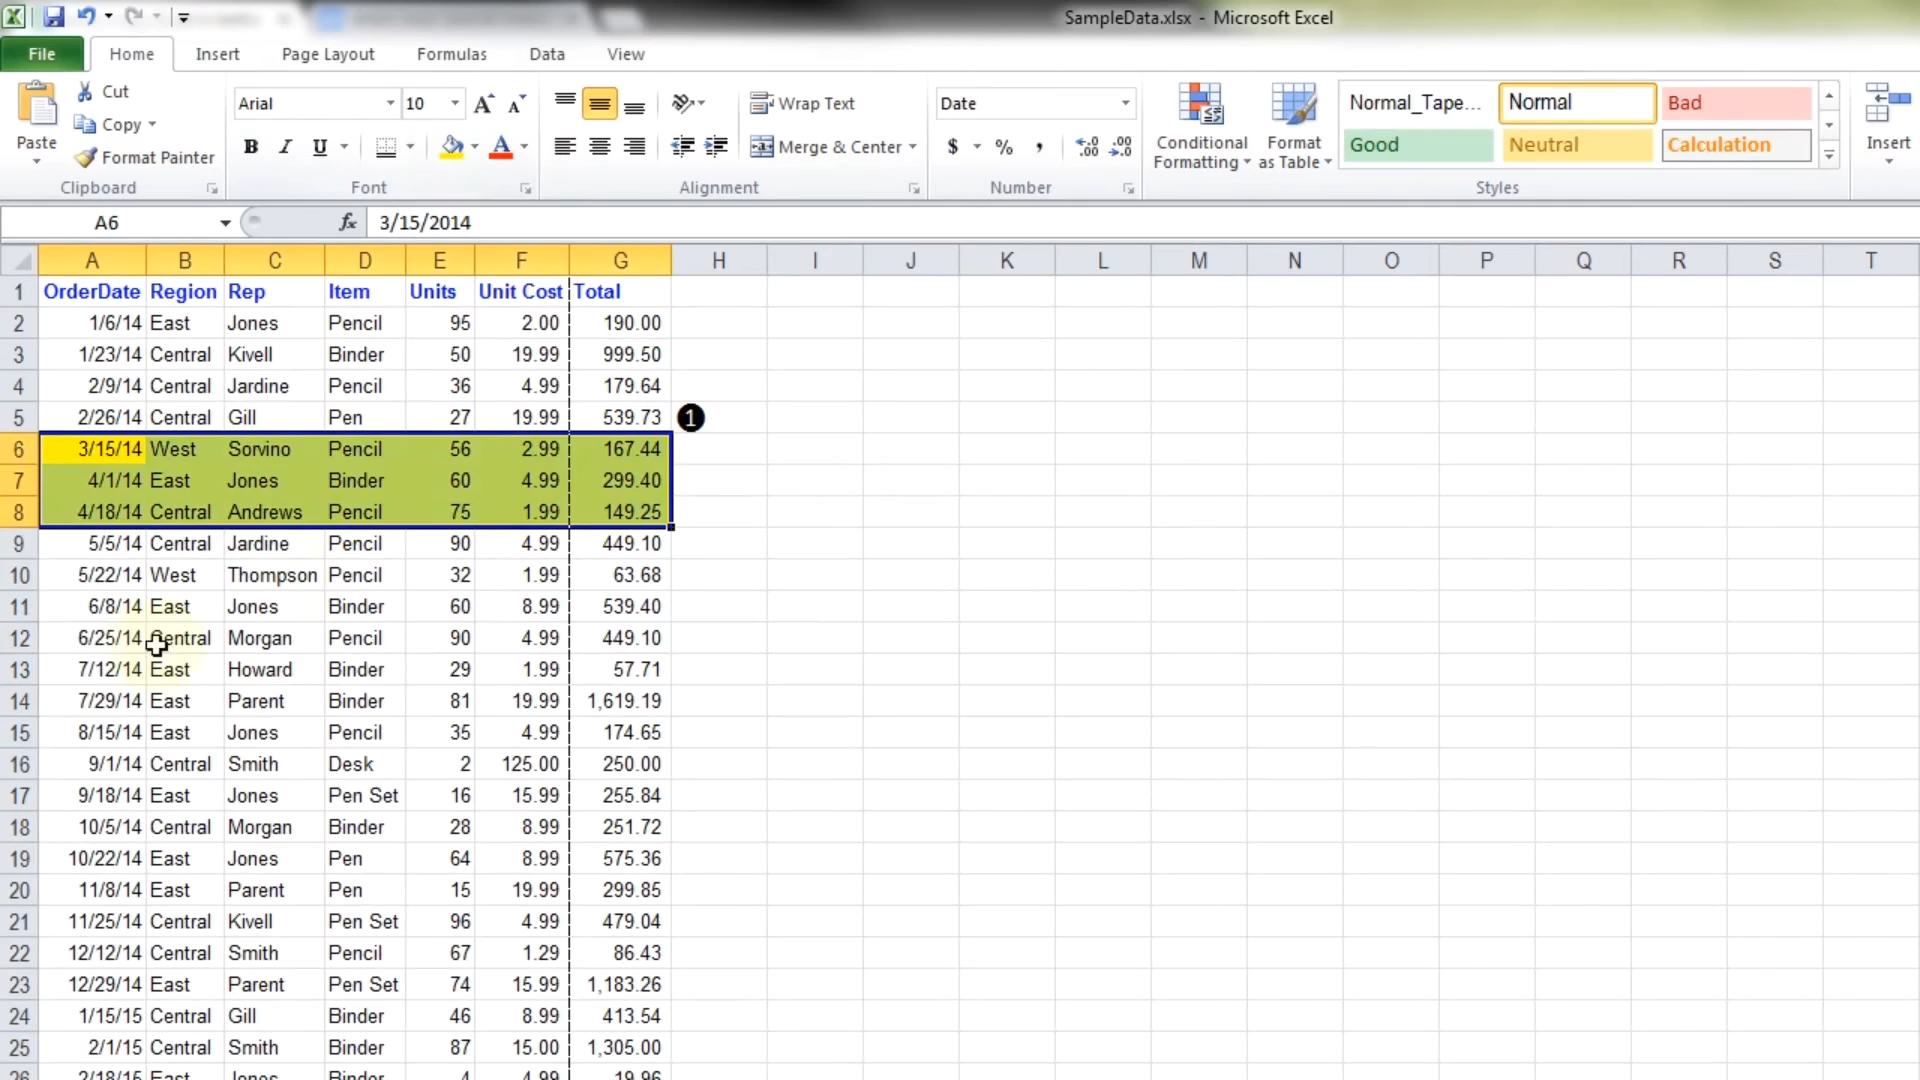 SampleData.xlsx - Microsoft Excel
File Home Insert Page Layout Formulas Data View
Paste
Cut
Copy
Format Painter
Clipboard
Arial 10
B I U
Font
Wrap Text
Merge & Center
Alignment
Date
$ % ,
Number
Conditional Formatting
Format as Table
Normal_Tape... Normal Bad
Good Neutral Calculation
Styles
Insert
A6 fx 3/15/2014
A B C D E F G H I J K L M N O P Q R S T
1 OrderDate Region Rep Item Units Unit Cost Total
2 1/6/14 East Jones Pencil 95 2.00 190.00
3 1/23/14 Central Kivell Binder 50 19.99 999.50
4 2/9/14 Central Jardine Pencil 36 4.99 179.64
5 2/26/14 Central Gill Pen 27 19.99 539.73 1
6 3/15/14 West Sorvino Pencil 56 2.99 167.44
7 4/1/14 East Jones Binder 60 4.99 299.40
8 4/18/14 Central Andrews Pencil 75 1.99 149.25
9 5/5/14 Central Jardine Pencil 90 4.99 449.10
10 5/22/14 West Thompson Pencil 32 1.99 63.68
11 6/8/14 East Jones Binder 60 8.99 539.40
12 6/25/14 Central Morgan Pencil 90 4.99 449.10
13 7/12/14 East Howard Binder 29 1.99 57.71
14 7/29/14 East Parent Binder 81 19.99 1,619.19
15 8/15/14 East Jones Pencil 35 4.99 174.65
16 9/1/14 Central Smith Desk 2 125.00 250.00
17 9/18/14 East Jones Pen Set 16 15.99 255.84
18 10/5/14 Central Morgan Binder 28 8.99 251.72
19 10/22/14 East Jones Pen 64 8.99 575.36
20 11/8/14 East Parent Pen 15 19.99 299.85
21 11/25/14 Central Kivell Pen Set 96 4.99 479.04
22 12/12/14 Central Smith Pencil 67 1.29 86.43
23 12/29/14 East Parent Pen Set 74 15.99 1,183.26
24 1/15/15 Central Gill Binder 46 8.99 413.54
25 2/1/15 Central Smith Binder 87 15.00 1,305.00
26 2/18/15 East Jones Binder 4 4.99 19.96